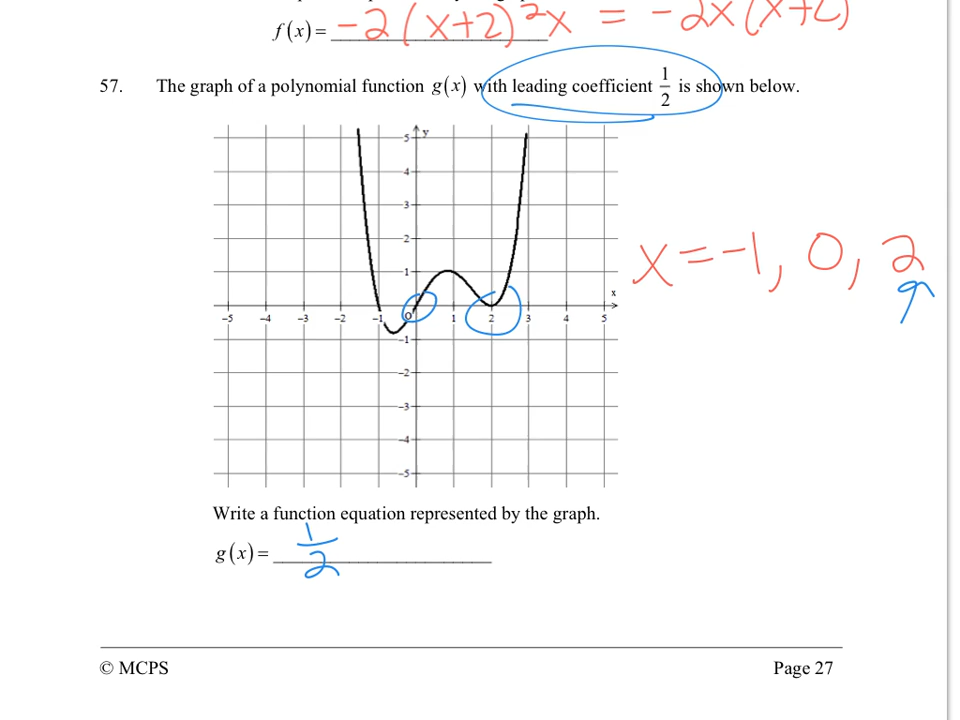 f(x)= -2(x+2)²x = -2x(x+2)
57. The graph of a polynomial function g(x) with leading coefficient 1/2 is shown below.
5 y
4
3
2
1
x
-5 -4 -3 -2 -1 0 1 2 3 4 5
-1
-2
-3
-4
-5
x=-1, 0, 2
Write a function equation represented by the graph.
g(x)= 1/2
© MCPS Page 27